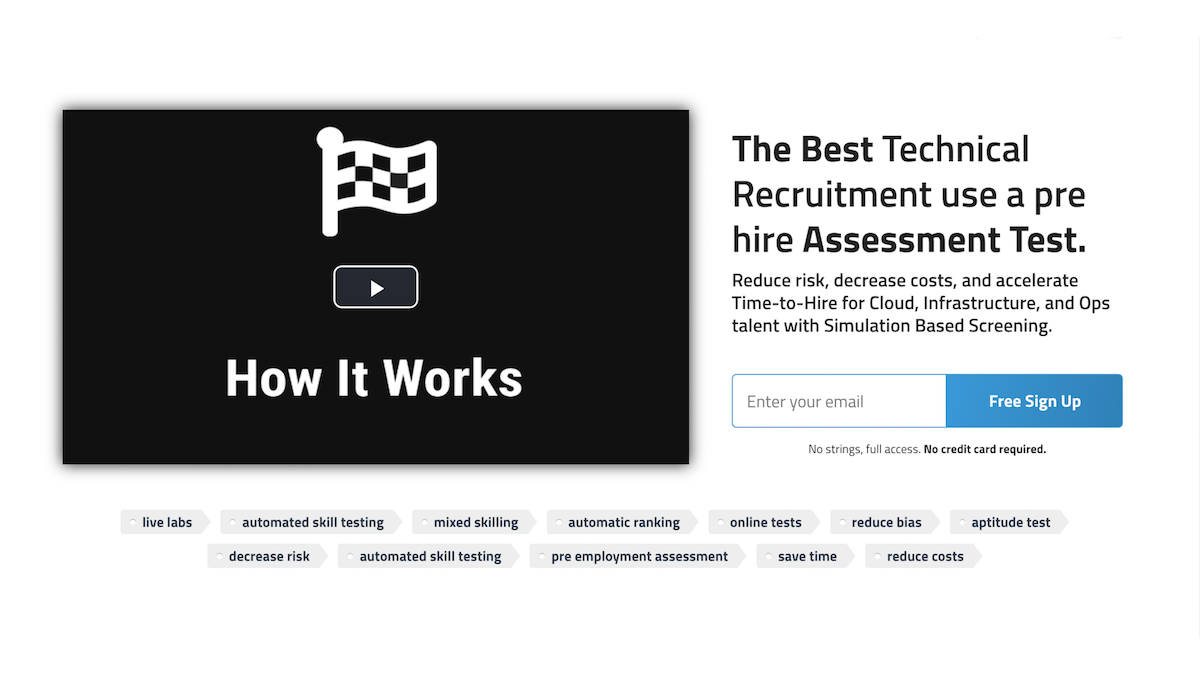 How It Works
The Best Technical
Recruitment use a pre
hire Assessment Test.
Reduce risk, decrease costs, and accelerate
Time-to-Hire for Cloud, Infrastructure, and Ops
talent with Simulation Based Screening.
Enter your email
Free Sign Up
No strings, full access. No credit card required.
live labs automated skill testing mixed skilling automatic ranking online tests reduce bias aptitude test
decrease risk automated skill testing pre employment assessment save time reduce costs